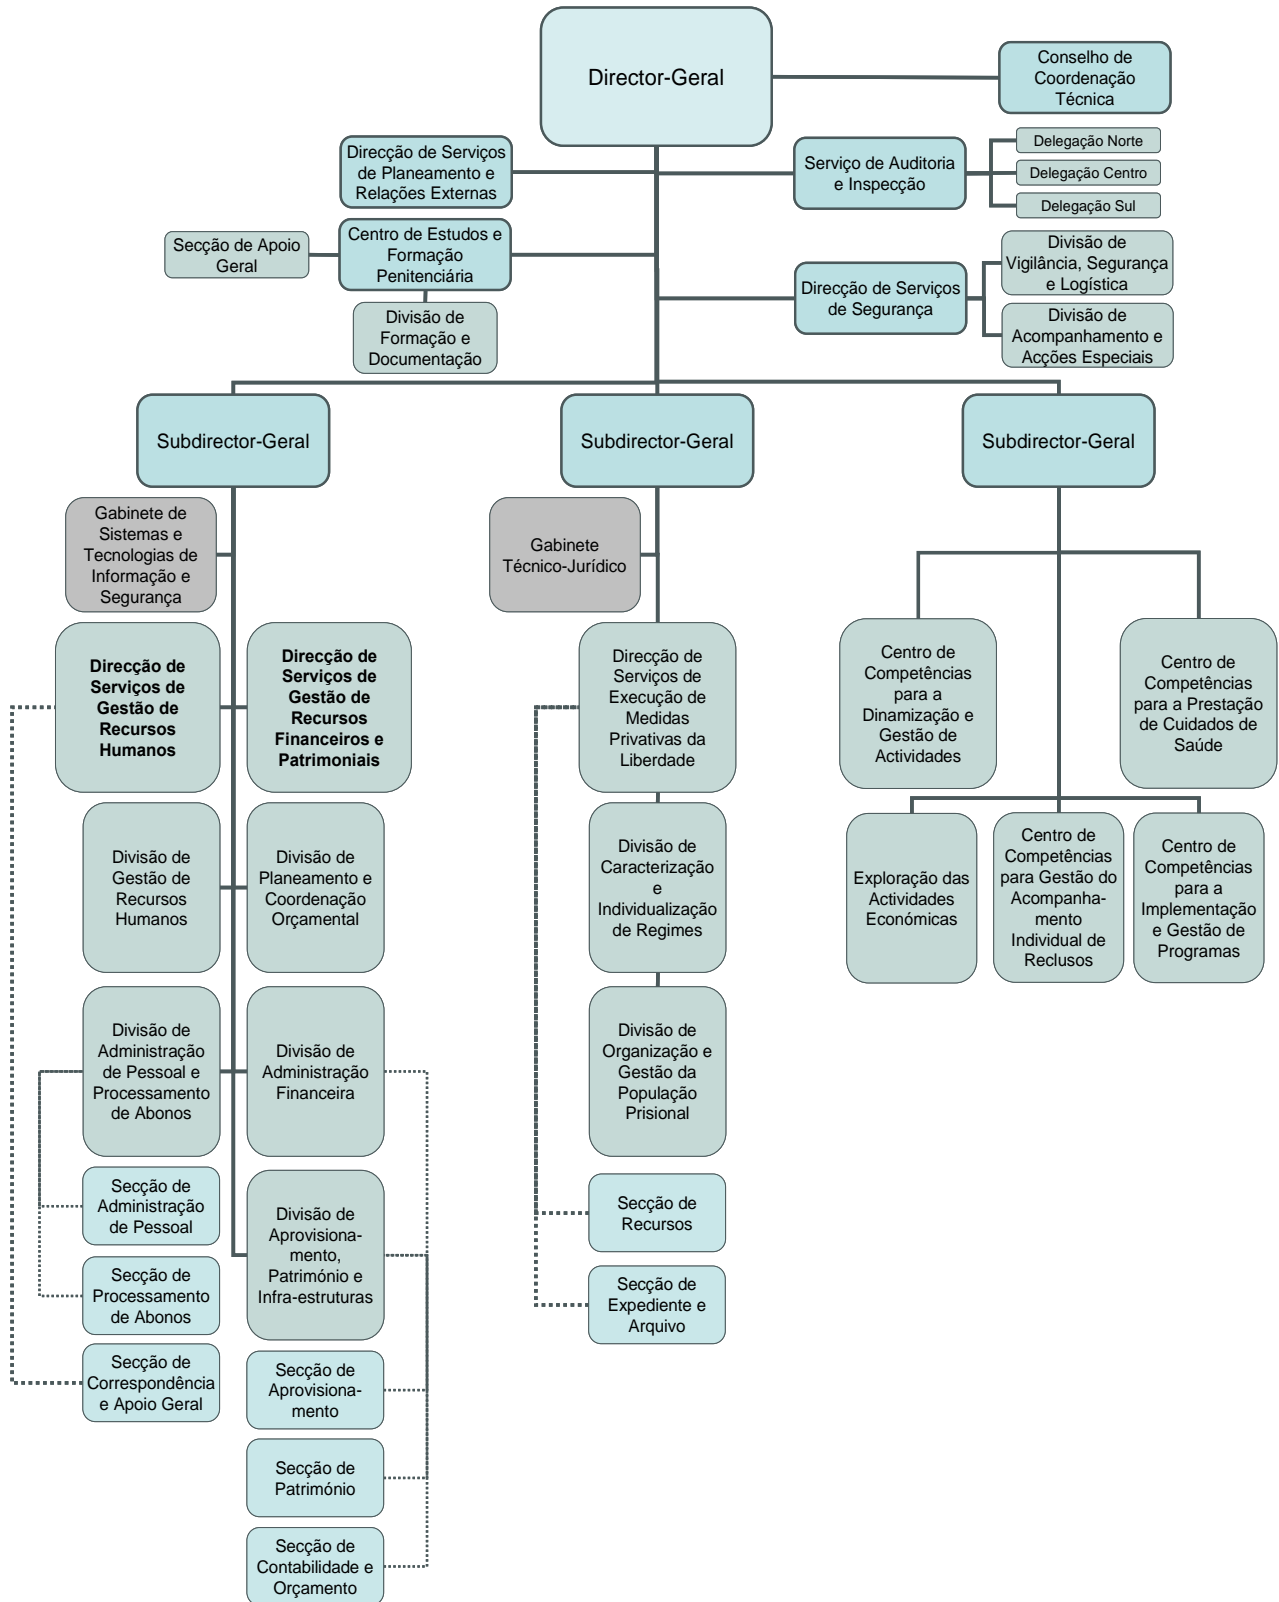 Director-Geral
Conselho de
Coordenação
Técnica
Direcção de Serviços
de Planeamento e
Relações Externas
Serviço de Auditoria
e Inspecção
Delegação Norte
Delegação Centro
Delegação Sul
Secção de Apoio
Geral
Centro de Estudos e
Formação
Penitenciária
Divisão de
Formação e
Documentação
Direcção de Serviços
de Segurança
Divisão de
Vigilância, Segurança
e Logística
Divisão de
Acompanhamento e
Acções Especiais
Subdirector-Geral
Subdirector-Geral
Subdirector-Geral
Gabinete de
Sistemas e
Tecnologias de
Informação e
Segurança
Direcção de
Serviços de
Gestão de
Recursos
Humanos
Direcção de
Serviços de
Gestão de
Recursos
Financeiros e
Patrimoniais
Divisão de
Gestão de
Recursos
Humanos
Divisão de
Planeamento e
Coordenação
Orçamental
Divisão de
Administração
de Pessoal e
Processamento
de Abonos
Divisão de
Administração
Financeira
Secção de
Administração
de Pessoal
Divisão de
Aprovisiona-
mento,
Património e
Infra-estruturas
Secção de
Processamento
de Abonos
Secção de
Correspondência
e Apoio Geral
Secção de
Aprovisiona-
mento
Secção de
Património
Secção de
Contabilidade e
Orçamento
Gabinete
Técnico-Jurídico
Direcção de
Serviços de
Execução de
Medidas
Privativas da
Liberdade
Divisão de
Caracterização
e
Individualização
de Regimes
Divisão de
Organização e
Gestão da
População
Prisional
Secção de
Recursos
Secção de
Expediente e
Arquivo
Centro de
Competências
para a
Dinamização e
Gestão de
Actividades
Centro de
Competências
para a Prestação
de Cuidados de
Saúde
Exploração das
Actividades
Económicas
Centro de
Competências
para Gestão do
Acompanha-
mento
Individual de
Reclusos
Centro de
Competências
para a
Implementação
e Gestão de
Programas